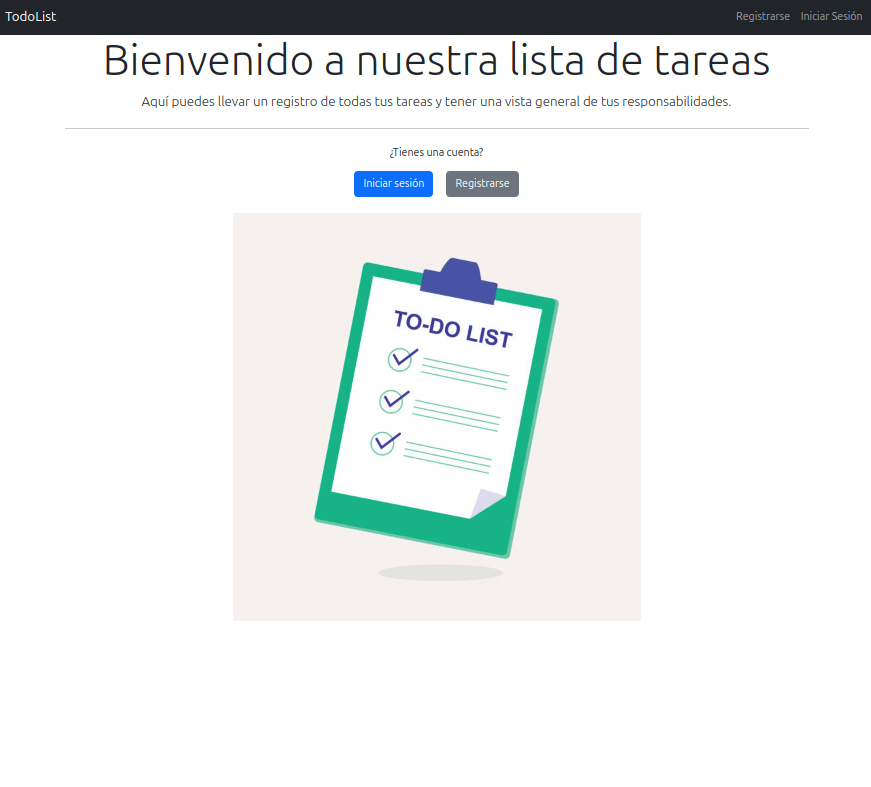 TodoList
Registrarse
Iniciar Sesión
Bienvenido a nuestra lista de tareas
Aquí puedes llevar un registro de todas tus tareas y tener una vista general de tus responsabilidades.
¿Tienes una cuenta?
Iniciar sesión
Registrarse
TO-DO LIST